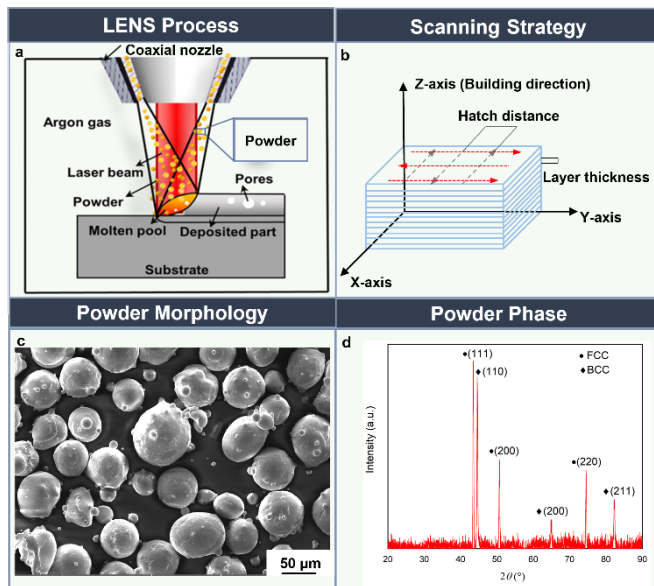 LENS Process
a
Coaxial nozzle
Argon gas
Powder
Laser beam
Pores
Powder
Molten pool
Deposited part
Substrate
Scanning Strategy
b
Z-axis (Building direction)
Hatch distance
Layer thickness
Y-axis
X-axis
Powder Morphology
c
50 μm
Powder Phase
d
●(111)
●FCC
◆BCC
◆(110)
●(200)
●(220)
◆(200)
◆(211)
Intensity (a.u.)
20 30 40 50 60 70 80 90
2θ(°)